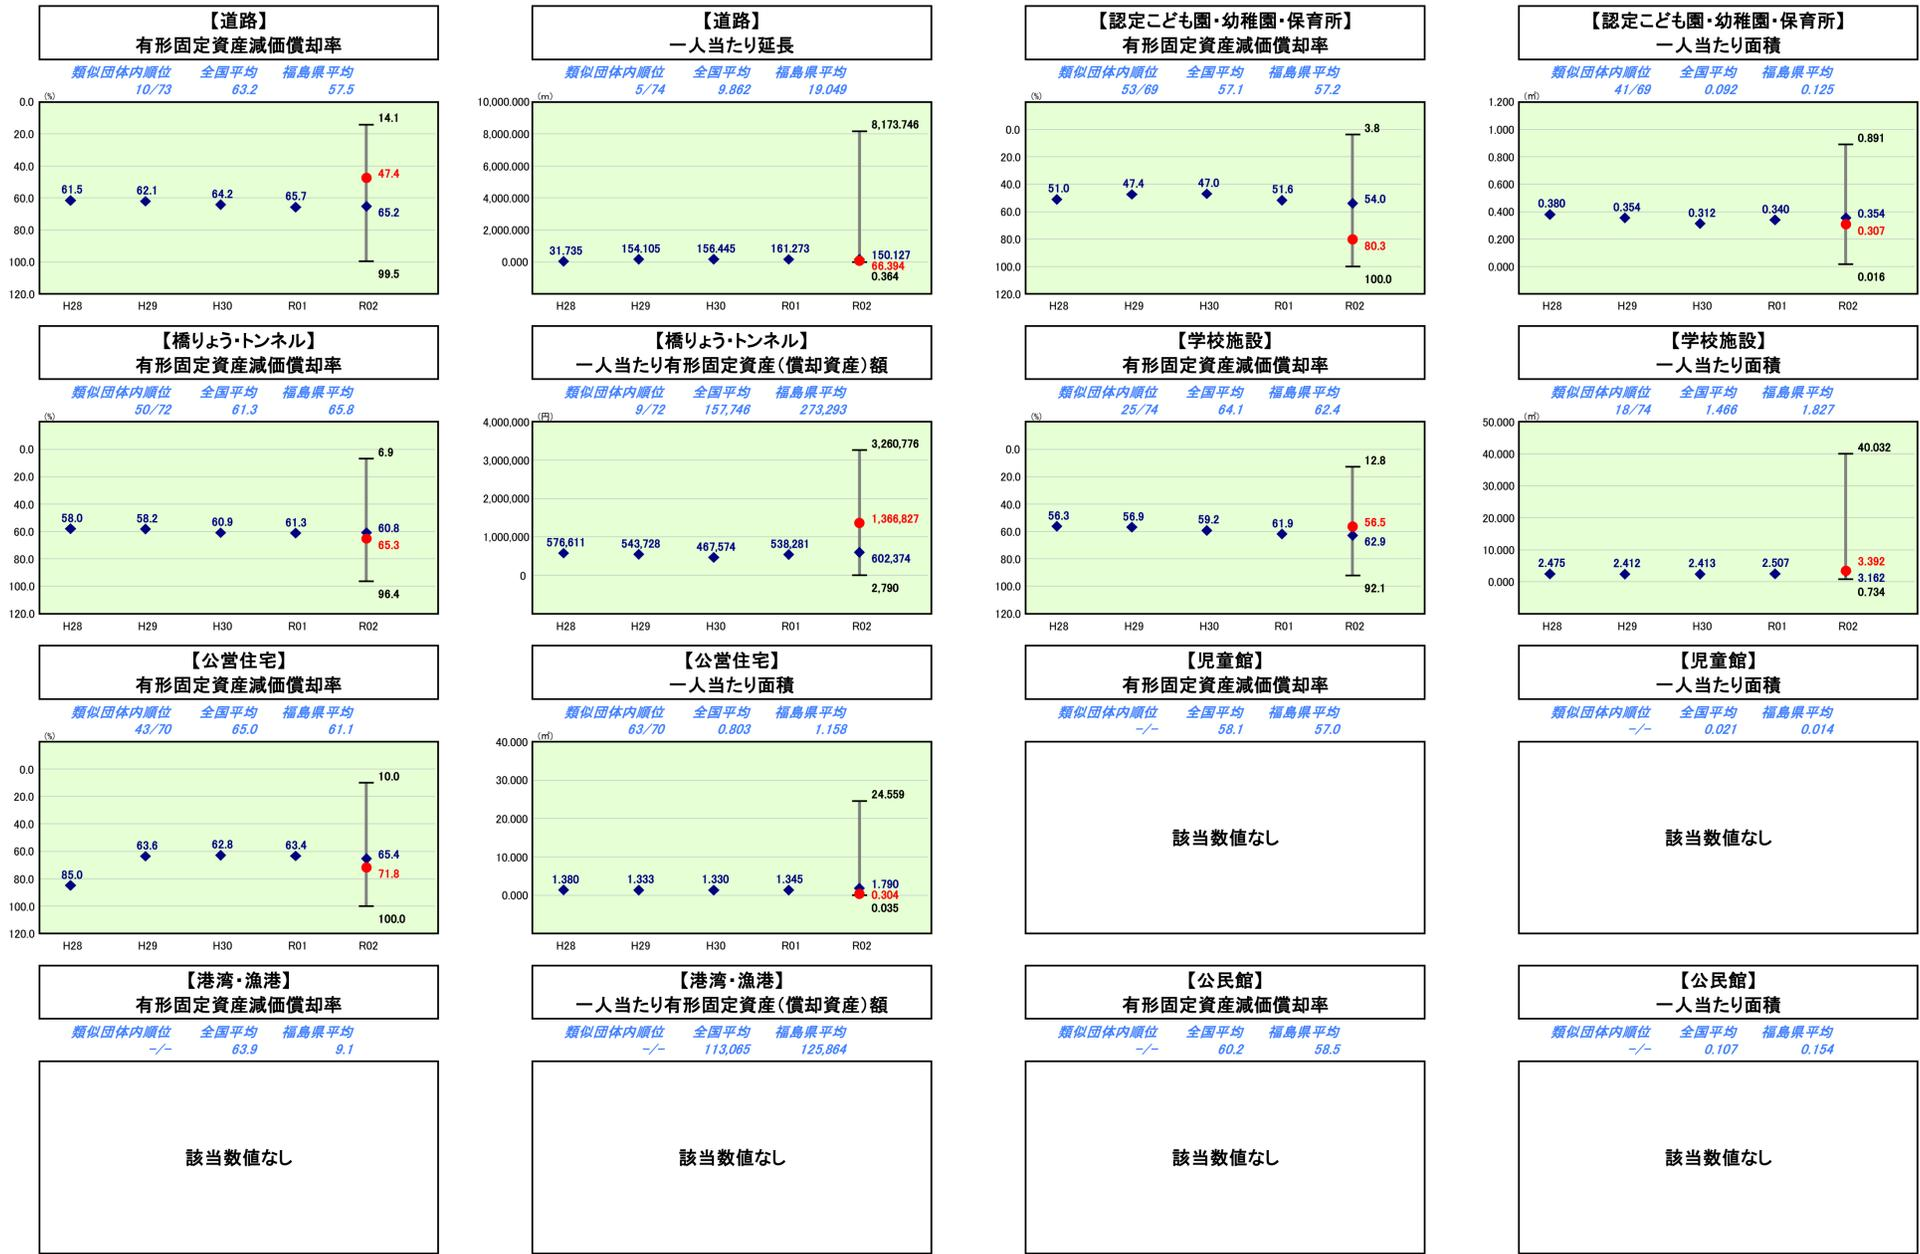 【道路】
有形固定資産減価償却率
類似団体内順位 全国平均 福島県平均
10/73 63.2 57.5
(%)
0.0
20.0
40.0
60.0
80.0
100.0
120.0
14.1
47.4
61.5 62.1 64.2 65.7 65.2
99.5
H28 H29 H30 R01 R02
【道路】
一人当たり延長
類似団体内順位 全国平均 福島県平均
5/74 9.862 19.049
(m)
10,000.000
8,000.000
6,000.000
4,000.000
2,000.000
0.000
8,173.746
31.735 154.105 156.445 161.273 150.127
66.394
0.364
H28 H29 H30 R01 R02
【認定こども園・幼稚園・保育所】
有形固定資産減価償却率
類似団体内順位 全国平均 福島県平均
53/69 57.1 57.2
(%)
0.0
20.0
40.0
60.0
80.0
100.0
120.0
3.8
51.0 47.4 47.0 51.6 54.0
80.3
100.0
H28 H29 H30 R01 R02
【認定こども園・幼稚園・保育所】
一人当たり面積
類似団体内順位 全国平均 福島県平均
41/69 0.092 0.125
(㎡)
1.200
1.000
0.800
0.600
0.400
0.200
0.000
0.891
0.380 0.354 0.312 0.340 0.354
0.307
0.016
H28 H29 H30 R01 R02
【橋りょう・トンネル】
有形固定資産減価償却率
類似団体内順位 全国平均 福島県平均
50/72 61.3 65.8
(%)
0.0
20.0
40.0
60.0
80.0
100.0
120.0
6.9
58.0 58.2 60.9 61.3 60.8
65.3
96.4
H28 H29 H30 R01 R02
【橋りょう・トンネル】
一人当たり有形固定資産（償却資産）額
類似団体内順位 全国平均 福島県平均
9/72 157,746 273,293
(円)
4,000,000
3,000,000
2,000,000
1,000,000
0
3,260,776
1,366,827
576,611 543,728 467,574 538,281 602,374
2,790
H28 H29 H30 R01 R02
【学校施設】
有形固定資産減価償却率
類似団体内順位 全国平均 福島県平均
25/74 64.1 62.4
(%)
0.0
20.0
40.0
60.0
80.0
100.0
120.0
12.8
56.5
56.3 56.9 59.2 61.9 62.9
92.1
H28 H29 H30 R01 R02
【学校施設】
一人当たり面積
類似団体内順位 全国平均 福島県平均
18/74 1.466 1.827
(㎡)
50.000
40.000
30.000
20.000
10.000
0.000
40.032
3.392
2.475 2.412 2.413 2.507 3.162
0.734
H28 H29 H30 R01 R02
【公営住宅】
有形固定資産減価償却率
類似団体内順位 全国平均 福島県平均
43/70 65.0 61.1
(%)
0.0
20.0
40.0
60.0
80.0
100.0
120.0
10.0
85.0 63.6 62.8 63.4 65.4
71.8
100.0
H28 H29 H30 R01 R02
【公営住宅】
一人当たり面積
類似団体内順位 全国平均 福島県平均
63/70 0.803 1.158
(㎡)
40.000
30.000
20.000
10.000
0.000
24.559
1.380 1.333 1.330 1.345 1.790
0.304
0.035
H28 H29 H30 R01 R02
【児童館】
有形固定資産減価償却率
類似団体内順位 全国平均 福島県平均
-/- 58.1 57.0
該当数値なし
【児童館】
一人当たり面積
類似団体内順位 全国平均 福島県平均
-/- 0.021 0.014
該当数値なし
【港湾・漁港】
有形固定資産減価償却率
類似団体内順位 全国平均 福島県平均
-/- 63.9 9.1
該当数値なし
【港湾・漁港】
一人当たり有形固定資産（償却資産）額
類似団体内順位 全国平均 福島県平均
-/- 113,065 125,864
該当数値なし
【公民館】
有形固定資産減価償却率
類似団体内順位 全国平均 福島県平均
-/- 60.2 58.5
該当数値なし
【公民館】
一人当たり面積
類似団体内順位 全国平均 福島県平均
-/- 0.107 0.154
該当数値なし